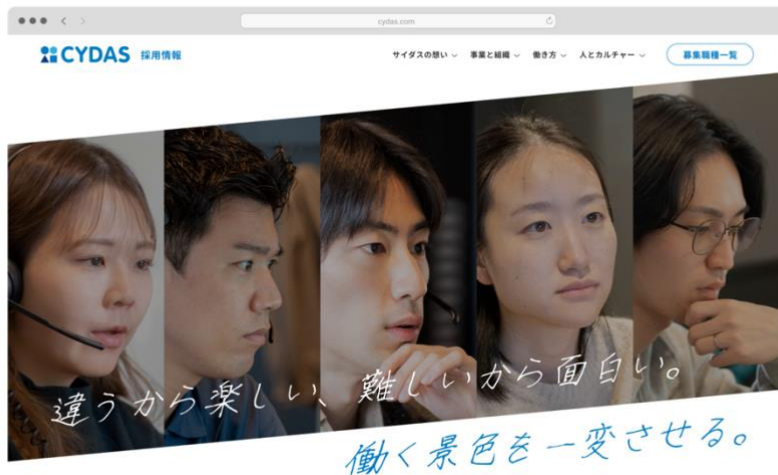 cydas.com
CYDAS 採用情報
サイダスの想い 事業と組織 働き方 人とカルチャー 募集職種一覧
違うから楽しい、難しいから面白い。
働く景色を一変させる。